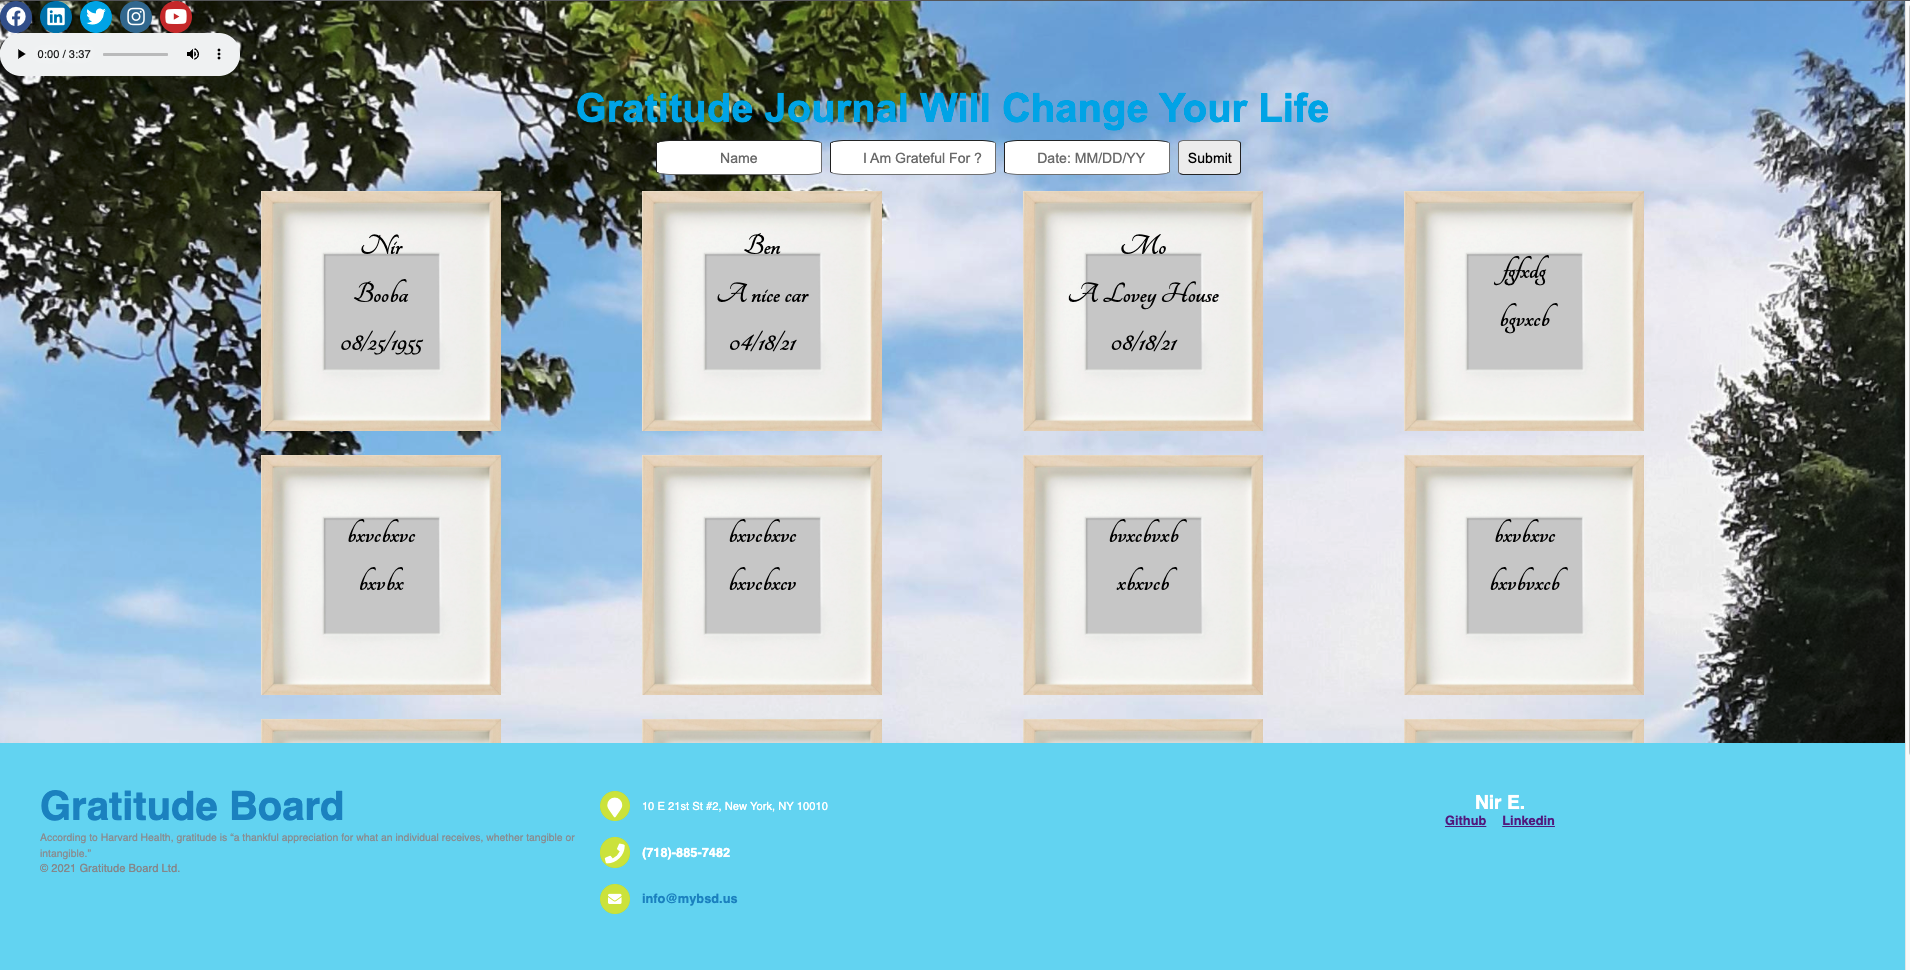 0:00 / 3:37
Gratitude Journal Will Change Your Life
Name
I Am Grateful For ?
Date: MM/DD/YY
Submit
Nir
Booba
08/25/1955
Ben
A nice car
04/18/21
Mo
A Lovey House
08/18/21
fgfxdg
bgvxcb
bxvcbxvc
bxvbx
bxvcbxvc
bxvcbxcv
bvxcbvxb
xbxvcb
bxvbxvc
bxvbvxcb
Gratitude Board
According to Harvard Health, gratitude is “a thankful appreciation for what an individual receives, whether tangible or
intangible.”
© 2021 Gratitude Board Ltd.
10 E 21st St #2, New York, NY 10010
(718)-885-7482
info@mybsd.us
Nir E.
Github Linkedin